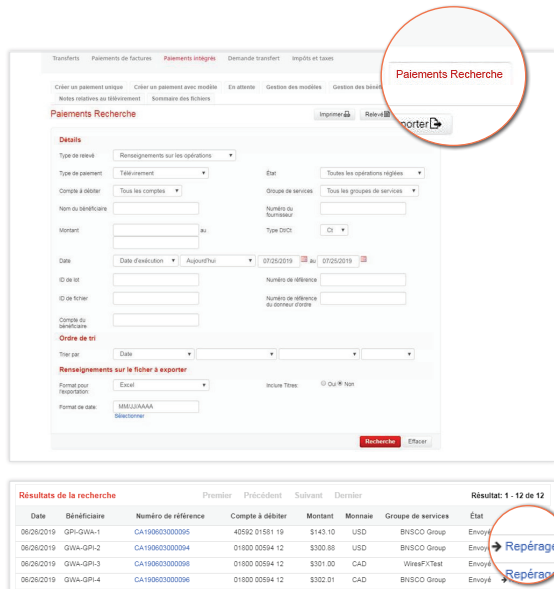 Transferts Paiements de factures Paiements intégrés Demande transfert Impôts et taxes
Paiements Recherche
Créer un paiement unique Créer un paiement avec modèle En attente Gestion des modèles Gestion des bénéfi
Notes relatives au télévirement Sommaire des fichiers
Paiements Recherche Imprimer Relevé porter
Détails
Type de relevé Renseignements sur les opérations
Type de paiement Télévirement État Toutes les opérations réglées
Compte à débiter Tous les comptes Groupe de services Tous les groupes de services
Nom du bénéficiaire Numéro du fournisseur
Montant au Type Dt/Ct Ct
Date Date d'exécution Aujourd'hui 07/25/2019 au 07/25/2019
ID de lot Numéro de référence
ID de fichier Numéro de référence du donneur d'ordre
Compte du bénéficiaire
Ordre de tri
Trier par Date
Renseignements sur le ficher à exporter
Format pour l'exportation: Excel Inclure Titres: Oui Non
Format de date: MM/JJ/AAAA
Sélectionner
Recherche Effacer
Résultats de la recherche Premier Précédent Suivant Dernier Résultat: 1 - 12 de 12
Date Bénéficiaire Numéro de référence Compte à débiter Montant Monnaie Groupe de services État
06/26/2019 GPI-GWA-1 CA190603000095 40592 01581 19 $143.10 USD BNSCO Group Envoyé
06/26/2019 GWA-GPI-2 CA190603000094 01800 00594 12 $300.88 USD BNSCO Group Envoyé Repérage
06/26/2019 GWA-GPI-3 CA190603000098 01800 00594 12 $301.00 CAD WiresFXTest Envoyé
06/26/2019 GWA-GPI-4 CA190603000096 01800 00594 12 $302.01 CAD BNSCO Group Envoyé Repérage